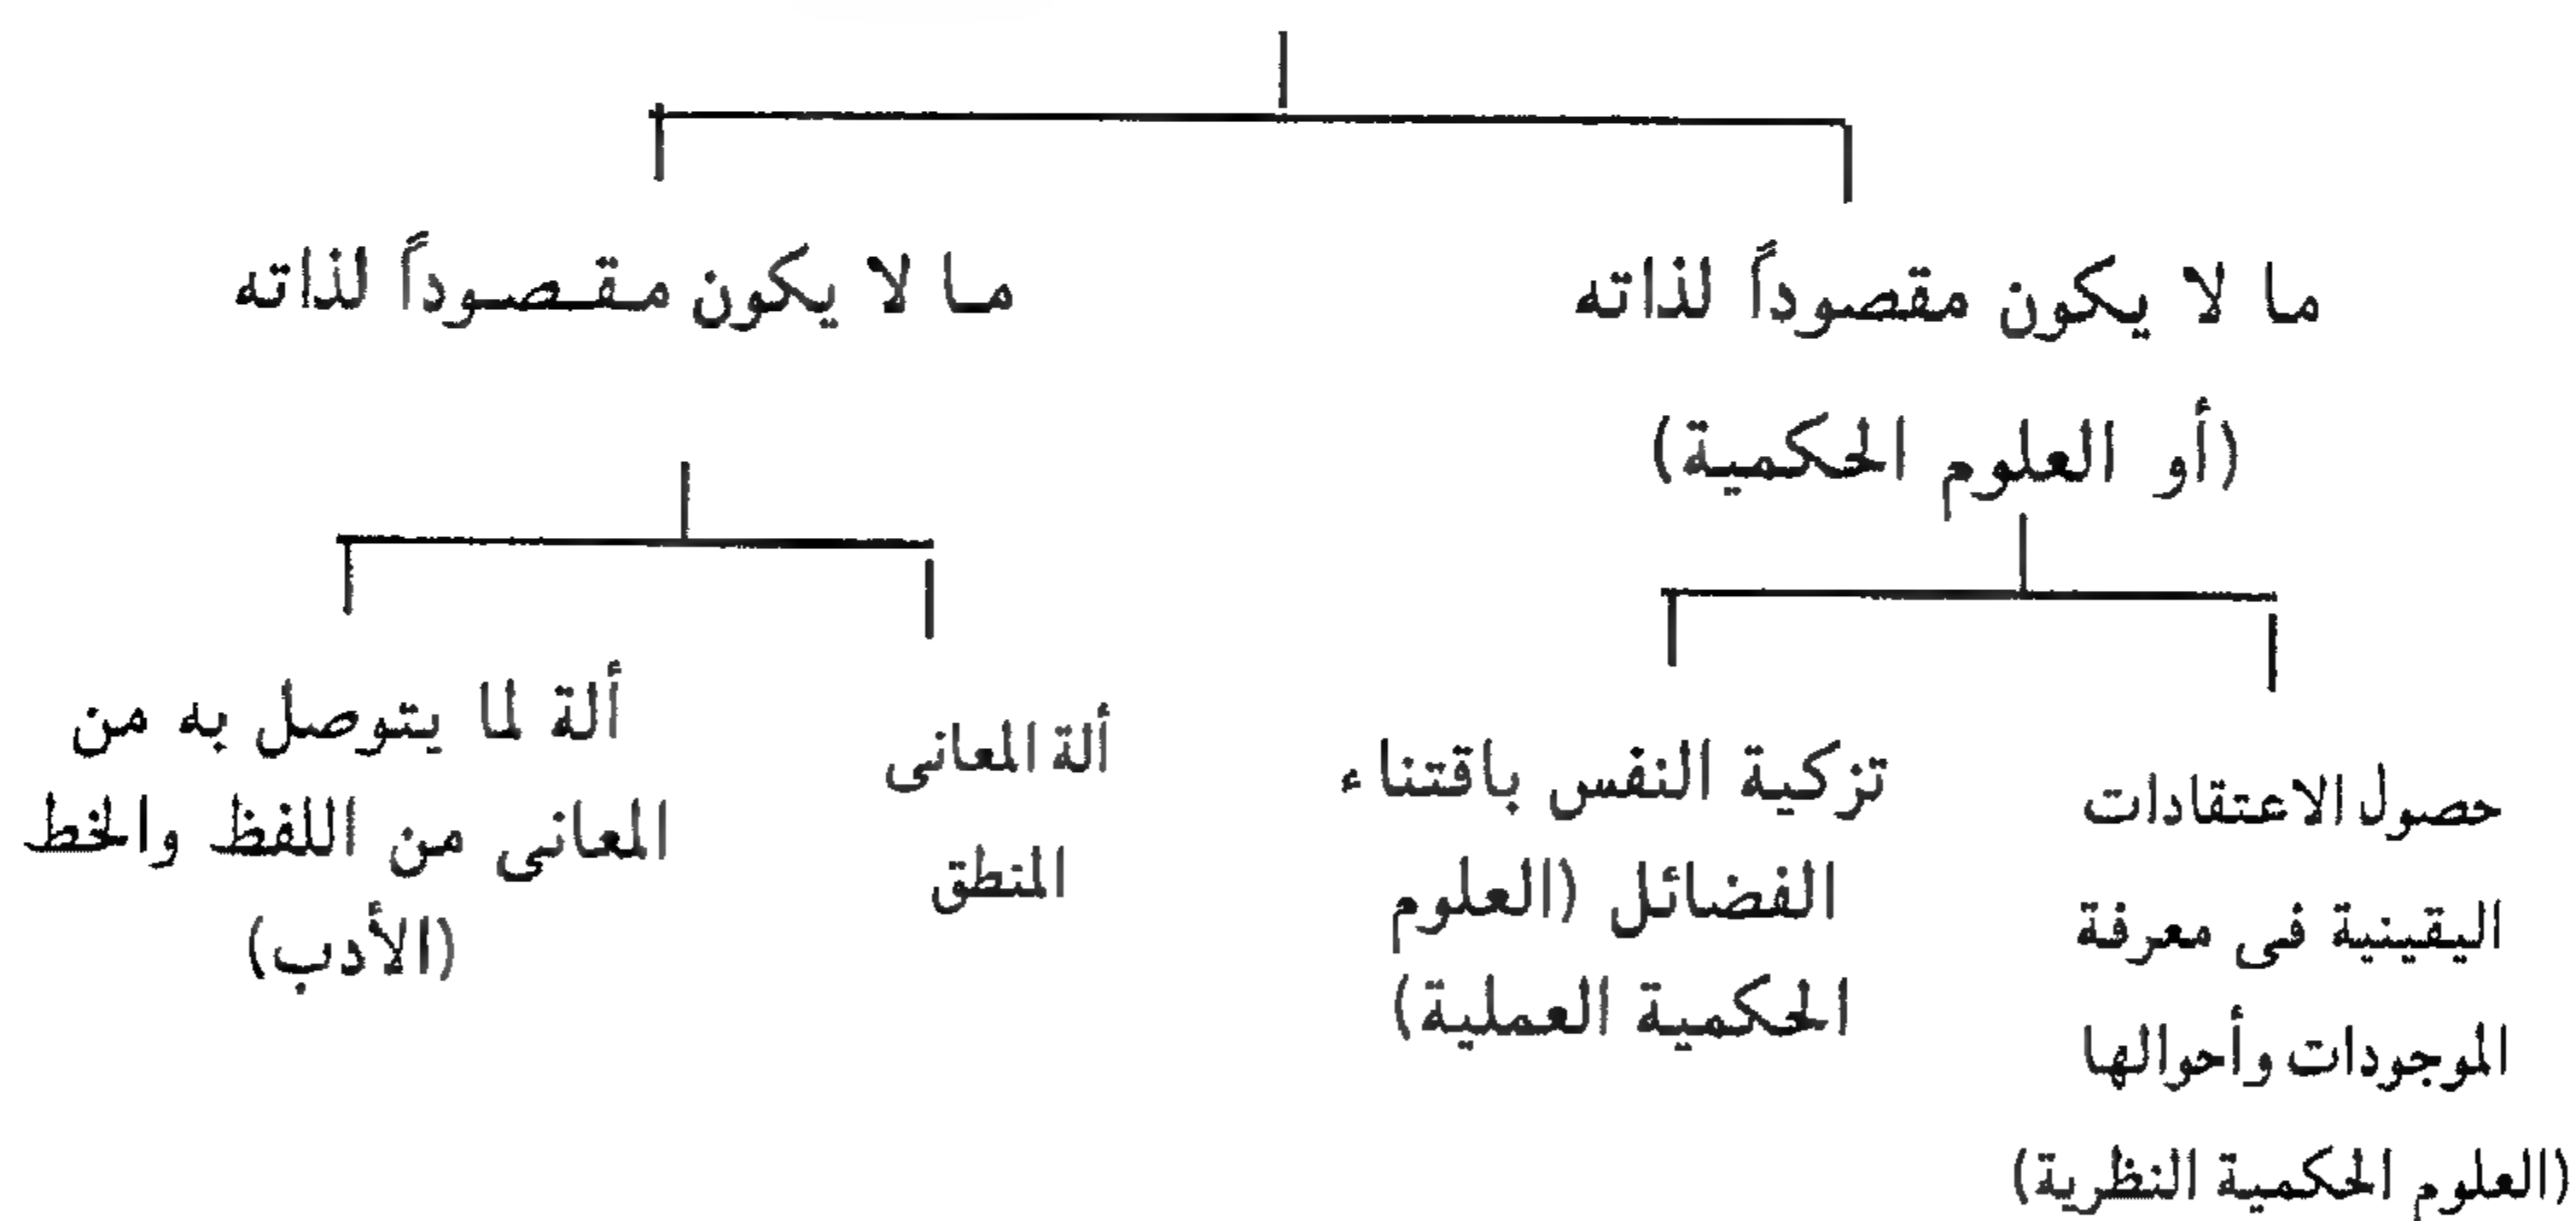 ما لا يكون مقصوداً لذاته
(أو العلوم الحكمية)
حصول الاعتقادات
اليقينية فى معرفة
الموجودات وأحوالها
(العلوم الحكمية النظرية)
تزكية النفس باقتناء
الفضائل (العلوم
الحكمية العملية)
ما لا يكون مقصوداً لذاته
ألة المعانى
المنطق
ألة لما يتوصل به من
المعانى من اللفظ والخط
(الأدب)